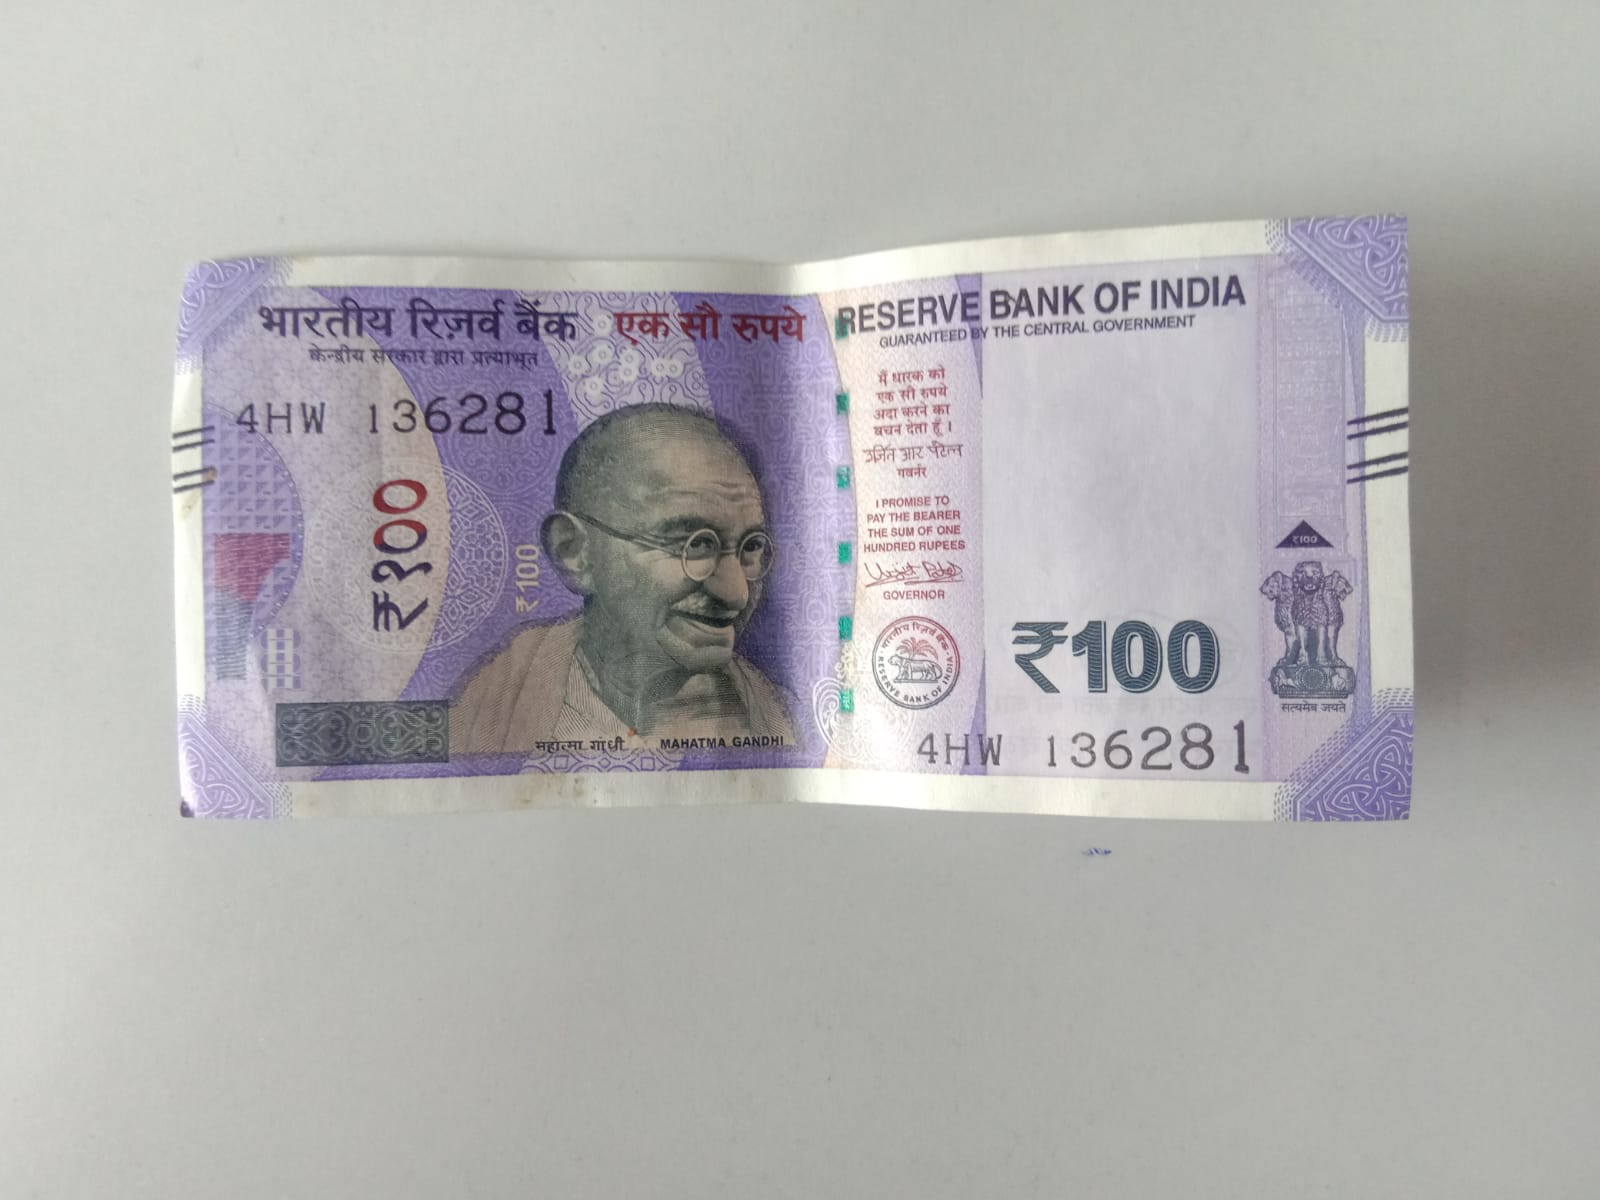 भारतीय रिज़र्व बैंक एक सौ रुपये
केन्द्रीय सरकार द्वारा प्रत्याभूत
4HW 136281
₹१००
₹100
महात्मा गांधी MAHATMA GANDHI
RESERVE BANK OF INDIA
GUARANTEED BY THE CENTRAL GOVERNMENT
मैं धारक को
एक सौ रुपये
अदा करने का
वचन देता हूँ।
उर्जित आर पटेल
गवर्नर
I PROMISE TO
PAY THE BEARER
THE SUM OF ONE
HUNDRED RUPEES
Urjit Patel
GOVERNOR
भारतीय रिज़र्व बैंक
RESERVE BANK OF INDIA
₹100
₹100
सत्यमेव जयते
4HW 136281